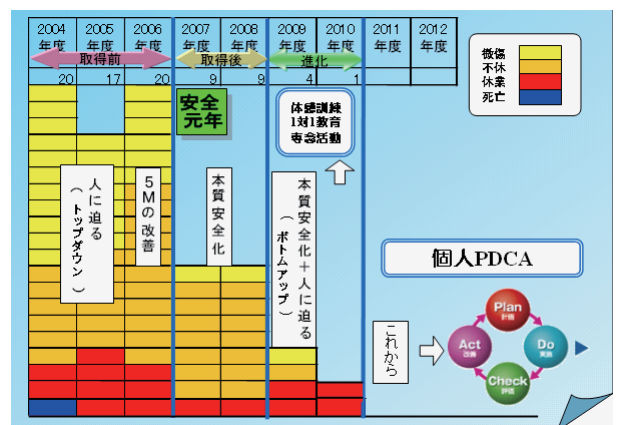 2004
年度
2005
年度
2006
年度
2007
年度
2008
年度
2009
年度
2010
年度
2011
年度
2012
年度
取得前
取得後
進化
20
17
20
9
9
4
1
微傷
不休
休業
死亡
安全
元年
体感訓練
1対1教育
専念活動
人に迫る
（トップダウン）
5Mの改善
本質安全化
本質安全化＋人に迫る
（ボトムアップ）
個人PDCA
これから
Plan
計画
Do
実施
Check
評価
Act
改善